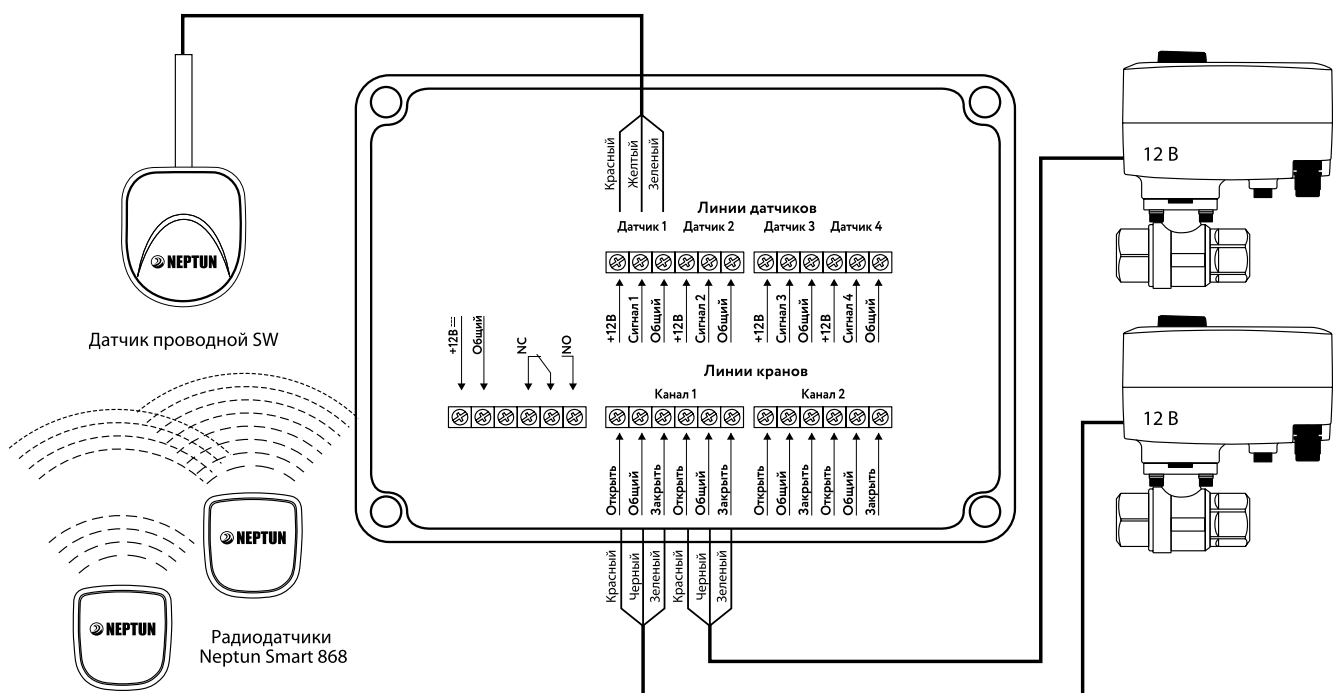 Красный
Желтый
Зеленый
Линии датчиков
Датчик 1 Датчик 2 Датчик 3 Датчик 4
+12В Сигнал 1 Общий +12В Сигнал 2 Общий +12В Сигнал 3 Общий +12В Сигнал 4 Общий
12 В
NEPTUN
Датчик проводной SW
+12В Общий NC NO
Линии кранов
Канал 1 Канал 2
Открыть Общий Закрыть Открыть Общий Закрыть Открыть Общий Закрыть Открыть Общий Закрыть
12 В
Красный Черный Зеленый Красный Черный Зеленый
NEPTUN
NEPTUN
Радиодатчики
Neptun Smart 868